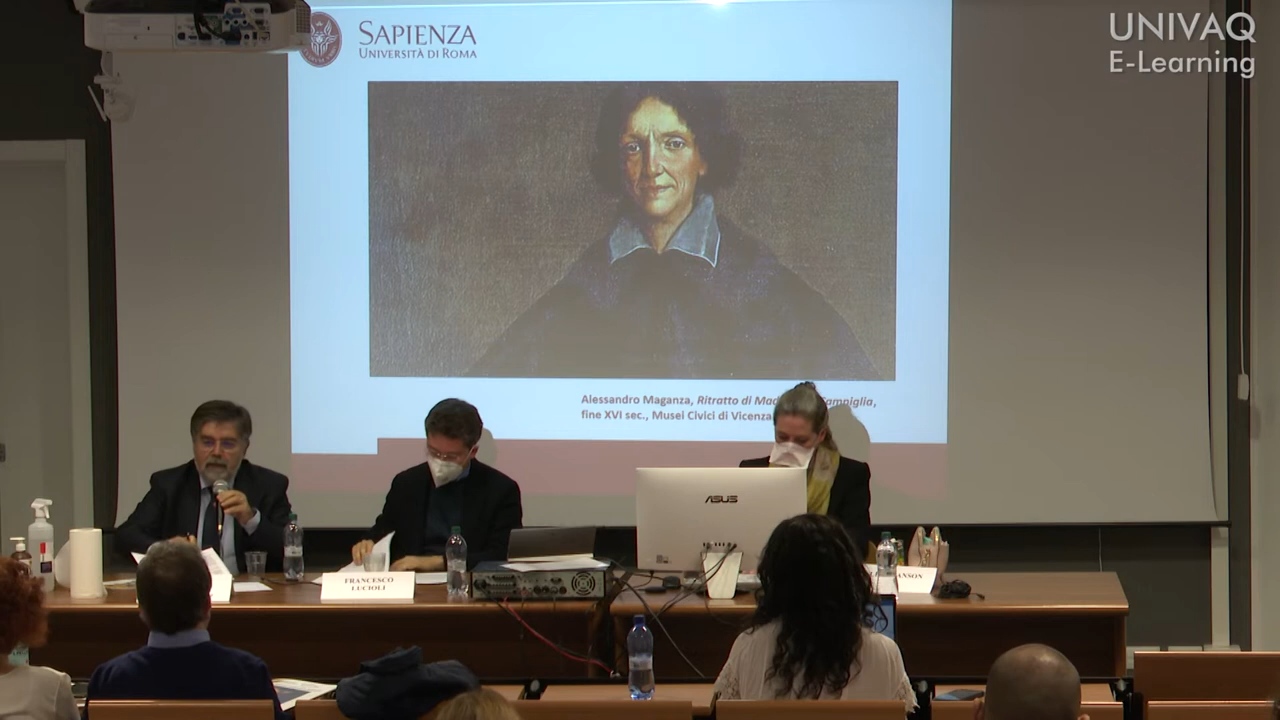 SAPIENZA
UNIVERSITÀ DI ROMA
UNIVAQ
E-Learning
Alessandro Maganza, Ritratto di Campiglia,
fine XVI sec., Musei Civici di Vicenza
ASUS
FRANCESCO
LUCIOLI
ANSON